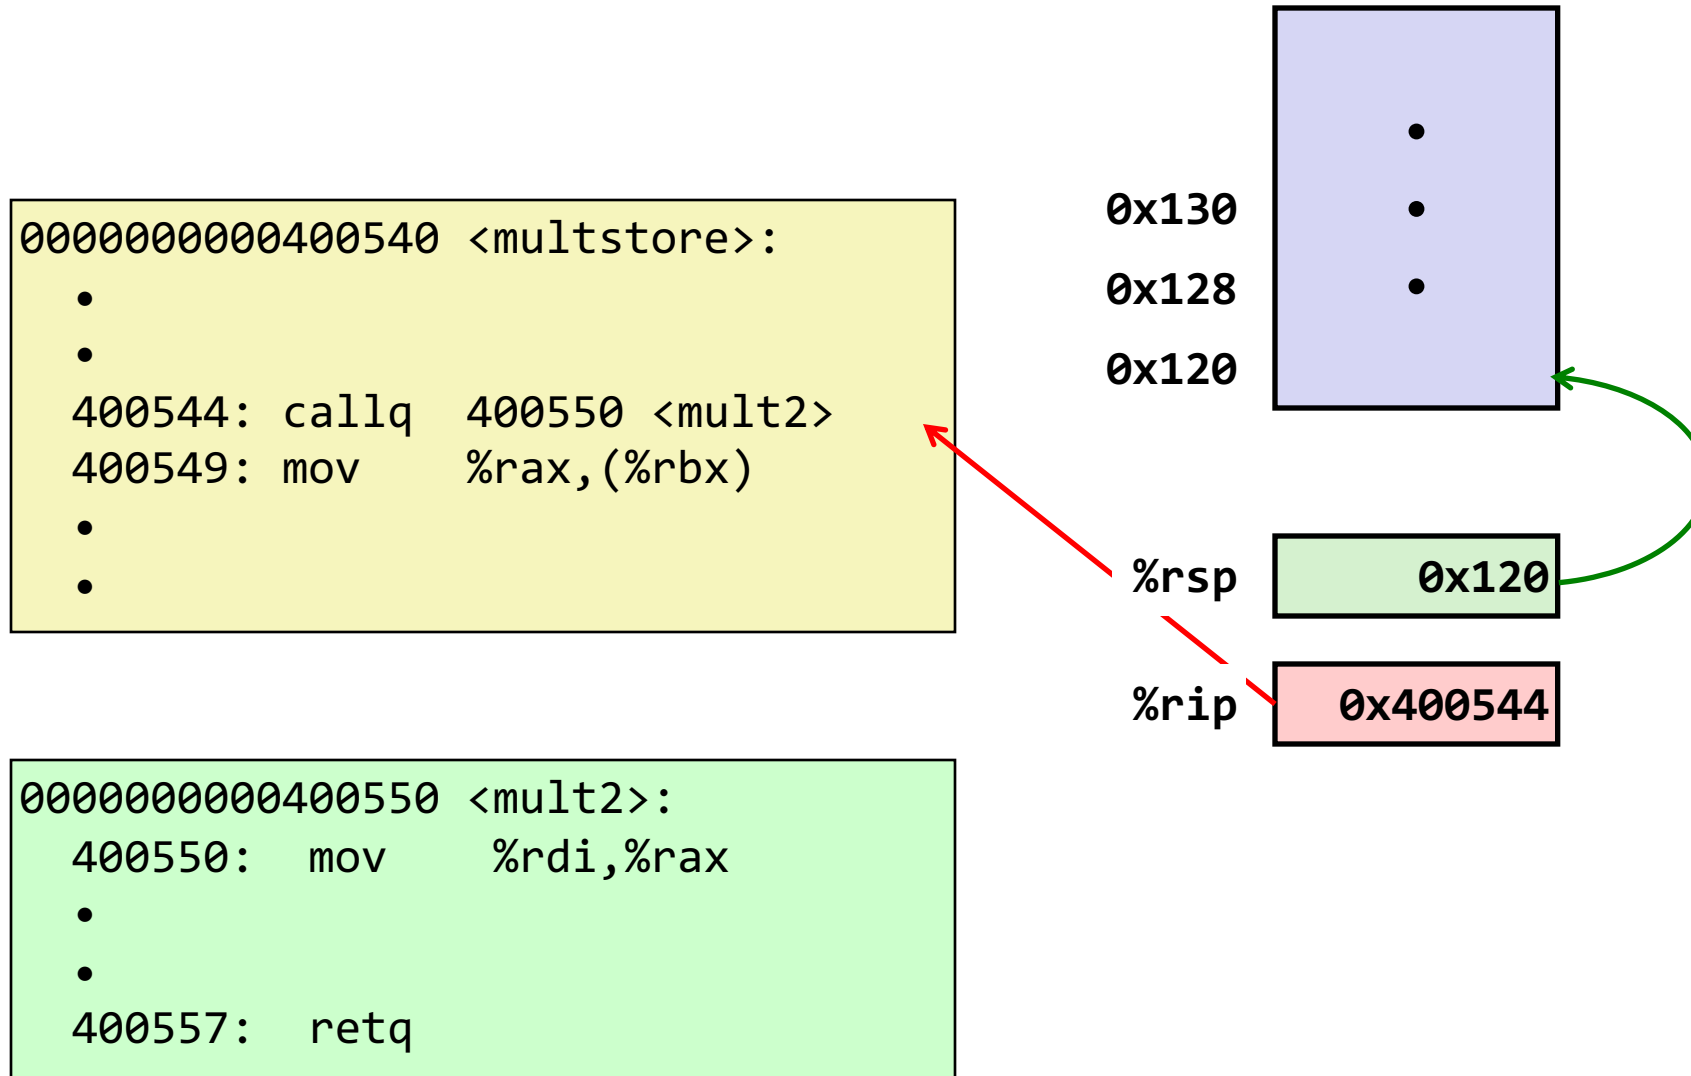 0000000000400540 <multstore>:
•
•
400544: callq  400550 <mult2>
400549: mov    %rax,(%rbx)
•
•
0000000000400550 <mult2>:
400550:  mov    %rdi,%rax
•
•
400557:  retq
•
0x130 •
0x128 •
0x120
%rsp 0x120
%rip 0x400544